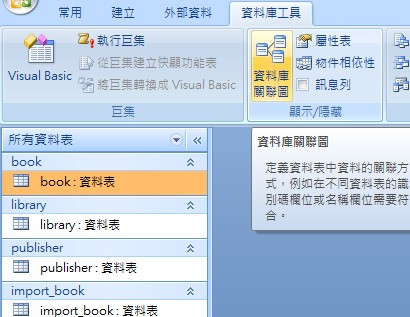 常用 建立 外部資料 資料庫工具
Visual Basic
執行巨集
從巨集建立快顯功能表
將巨集轉換成 Visual Basic
巨集
資料庫
關聯圖
屬性表
物件相依性
訊息列
顯示/隱藏
所有資料表
book
book : 資料表
library
library : 資料表
publisher
publisher : 資料表
import_book
import_book : 資料表
資料庫關聯圖
定義資料表中資料的關聯方
式，例如在不同資料表的識
別碼欄位或名稱欄位需要符
合。